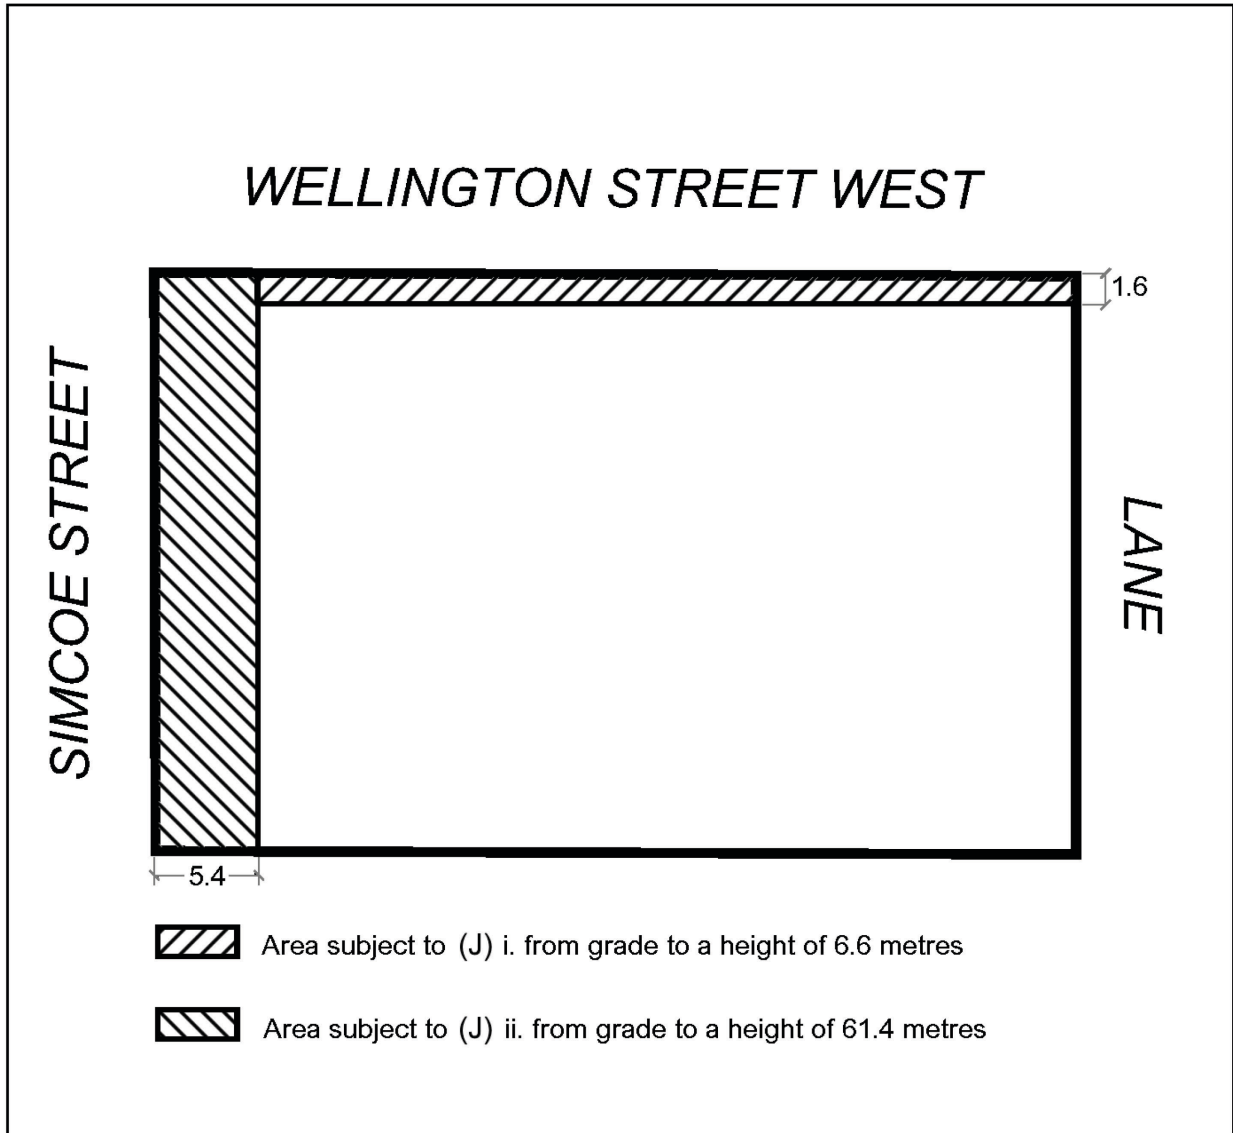 WELLINGTON STREET WEST
1.6
SIMCOE STREET
LANE
5.4
Area subject to (J) i. from grade to a height of 6.6 metres
Area subject to (J) ii. from grade to a height of 61.4 metres